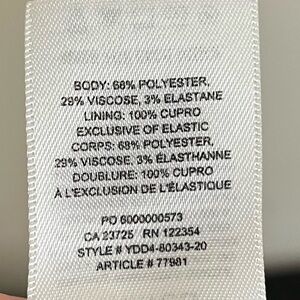 BODY: 68% POLYESTER,
29% VISCOSE, 3% ELASTANE
LINING: 100% CUPRO
EXCLUSIVE OF ELASTIC
CORPS: 68% POLYESTER,
29% VISCOSE, 3% ÉLASTHANNE
DOUBLURE: 100% CUPRO
À L'EXCLUSION DE L'ÉLASTIQUE
PO 6000000573
CA 23725 RN 122354
STYLE # YDD4-80343-20
ARTICLE # 77981